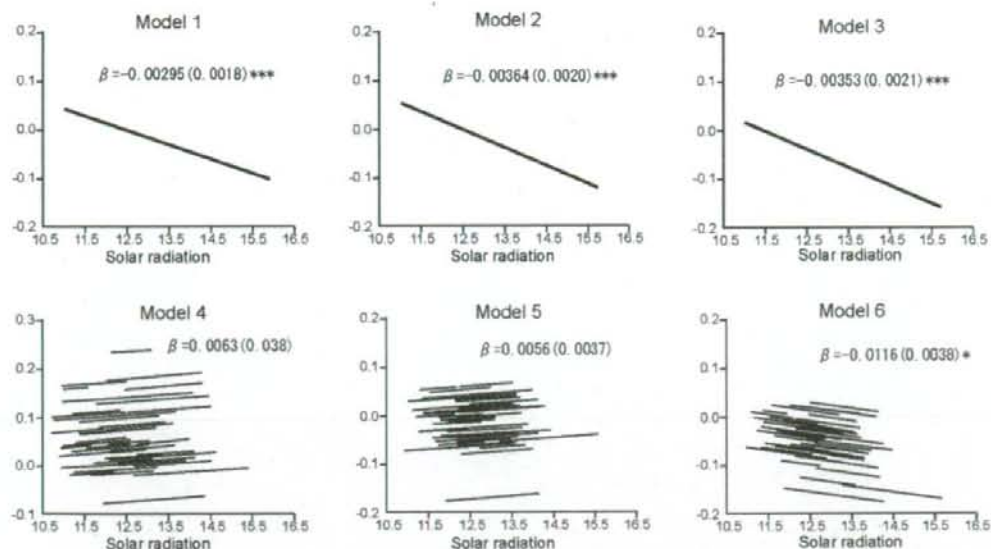 Model 1
β=-0.00295(0.0018)***
0.2
0.1
0.0
-0.1
-0.2
10.5 11.5 12.5 13.5 14.5 15.5 16.5
Solar radiation
Model 2
β=-0.00364(0.0020)***
0.2
0.1
0.0
-0.1
-0.2
10.5 11.5 12.5 13.5 14.5 15.5 16.5
Solar radiation
Model 3
β=-0.00353(0.0021)***
0.2
0.1
0.0
-0.1
-0.2
10.5 11.5 12.5 13.5 14.5 15.5 16.5
Solar radiation
Model 4
β=0.0063(0.038)
0.3
0.2
0.1
0.0
-0.1
10.5 11.5 12.5 13.5 14.5 15.5 16.5
Solar radiation
Model 5
β=0.0056(0.0037)
0.2
0.1
0.0
-0.1
-0.2
10.5 11.5 12.5 13.5 14.5 15.5 16.5
Solar radiation
Model 6
β=-0.0116(0.0038)*
0.2
0.1
0.0
-0.1
-0.2
10.5 11.5 12.5 13.5 14.5 15.5 16.5
Solar radiation